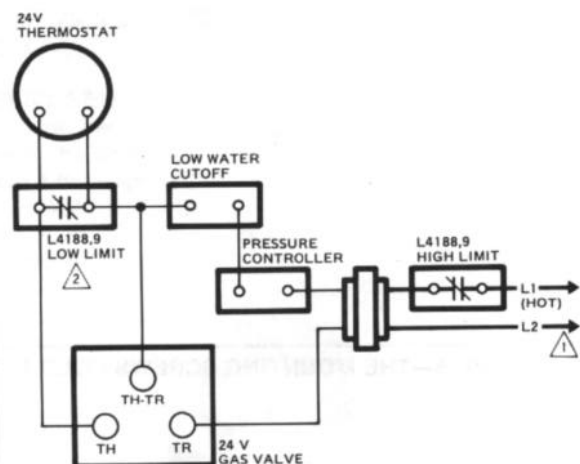 24V
THERMOSTAT
LOW WATER
CUTOFF
L4188,9
LOW LIMIT
2
PRESSURE
CONTROLLER
L4188,9
HIGH LIMIT
L1
(HOT)
L2
1
TH-TR
TH
TR
24 V
GAS VALVE